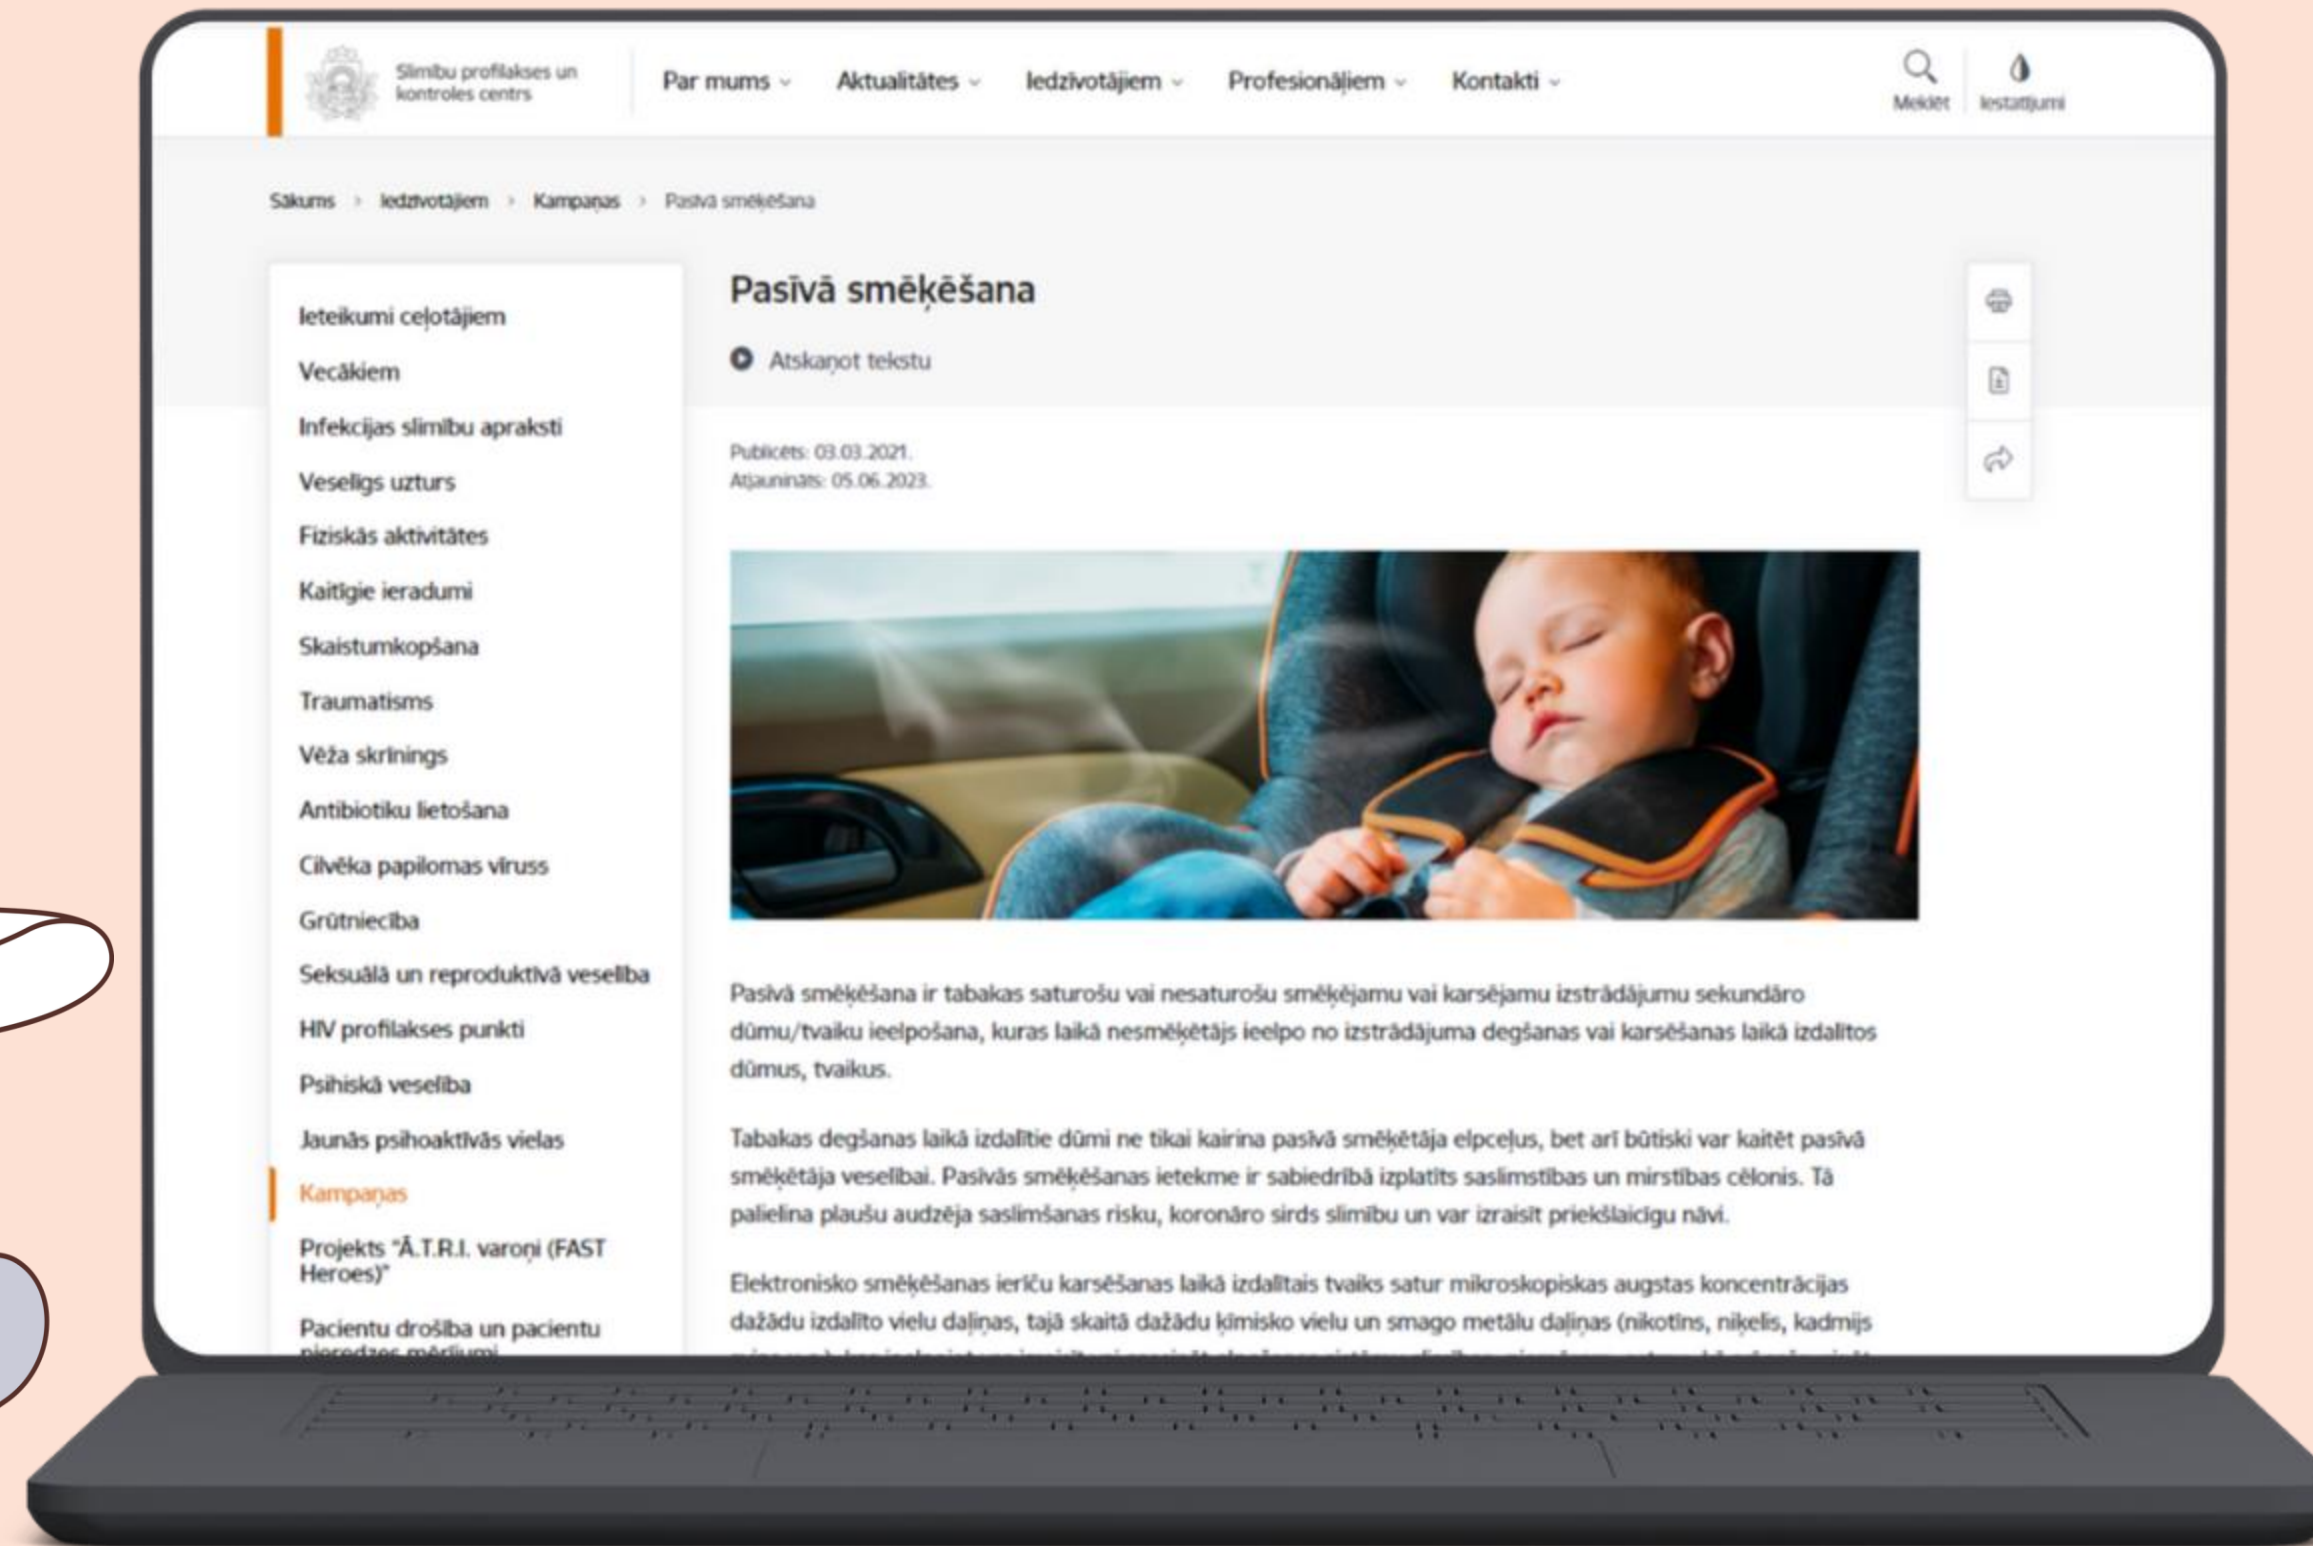 Slimību profilakses un
kontroles centrs
Par mums
Aktualitātes
Iedzīvotājiem
Profesionāļiem
Kontakti
Meklēt
Iestatījumi
Sākums > Iedzīvotājiem > Kampaņas > Pasīvā smēķēšana
Ieteikumi ceļotājiem
Vecākiem
Infekcijas slimību apraksti
Veselīgs uzturs
Fiziskās aktivitātes
Kaitīgie ieradumi
Skaistumkopšana
Traumatisms
Vēža skrīnings
Antibiotiku lietošana
Cilvēka papilomas vīruss
Grūtniecība
Seksuālā un reproduktīvā veselība
HIV profilakses punkti
Psihiskā veselība
Jaunās psihoaktīvās vielas
Kampaņas
Projekts "Ā.T.R.I. varoņi (FAST
Heroes)"
Pacientu drošība un pacientu
pieredzes mērījumi
Pasīvā smēķēšana
Atskaņot tekstu
Publicēts: 03.03.2021.
Atjaunināts: 05.06.2023.
Pasīvā smēķēšana ir tabakas saturošu vai nesaturošu smēķējamu vai karsējamu izstrādājumu sekundāro
dūmu/tvaiku ieelpošana, kuras laikā nesmēķētājs ieelpo no izstrādājuma degšanas vai karsēšanas laikā izdalītos
dūmus, tvaikus.
Tabakas degšanas laikā izdalītie dūmi ne tikai kairina pasīvā smēķētāja elpceļus, bet arī būtiski var kaitēt pasīvā
smēķētāja veselībai. Pasīvās smēķēšanas ietekme ir sabiedrībā izplatīts saslimstības un mirstības cēlonis. Tā
palielina plaušu audzēja saslimšanas risku, koronāro sirds slimību un var izraisīt priekšlaicīgu nāvi.
Elektronisko smēķēšanas ierīču karsēšanas laikā izdalītais tvaiks satur mikroskopiskas augstas koncentrācijas
dažādu izdalīto vielu daļiņas, tajā skaitā dažādu ķīmisko vielu un smago metālu daļiņas (nikotīns, niķelis, kadmijs